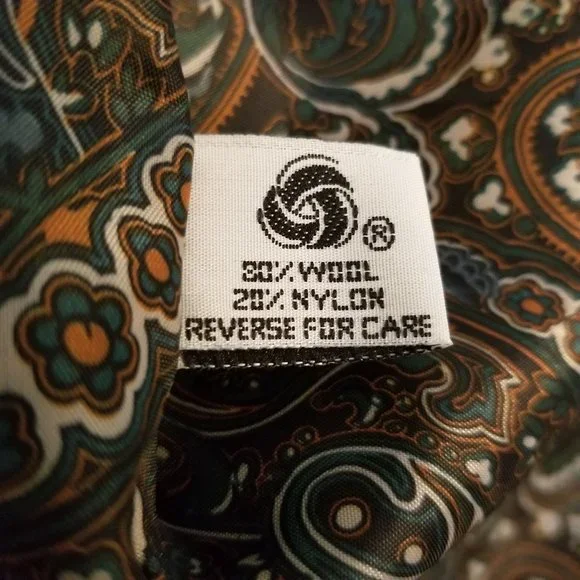 ®
80% WOOL
20% NYLON
REVERSE FOR CARE